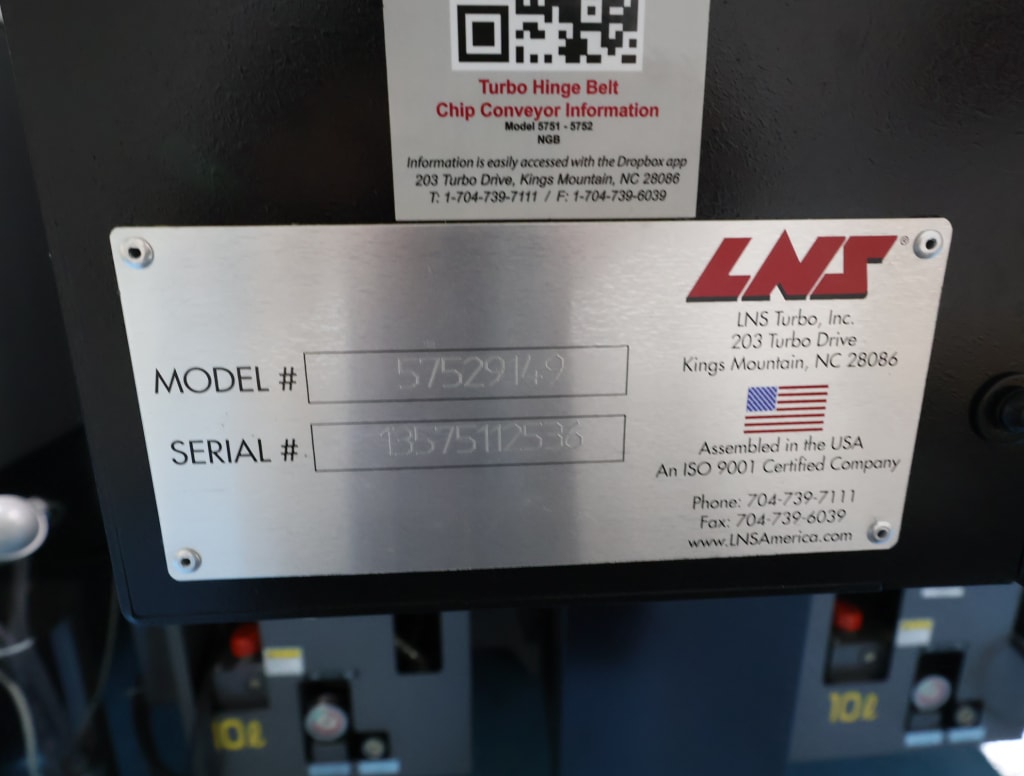 Turbo Hinge Belt
Chip Conveyor Information
Model 5751 - 5752
NGB
Information is easily accessed with the Dropbox app
203 Turbo Drive, Kings Mountain, NC 28086
T: 1-704-739-7111 / F: 1-704-739-6039
LNS®
LNS Turbo, Inc.
203 Turbo Drive
Kings Mountain, NC 28086
MODEL # 57529149
SERIAL # 13575112536
Assembled in the USA
An ISO 9001 Certified Company
Phone: 704-739-7111
Fax: 704-739-6039
www.LNSAmerica.com
10ℓ
10ℓ